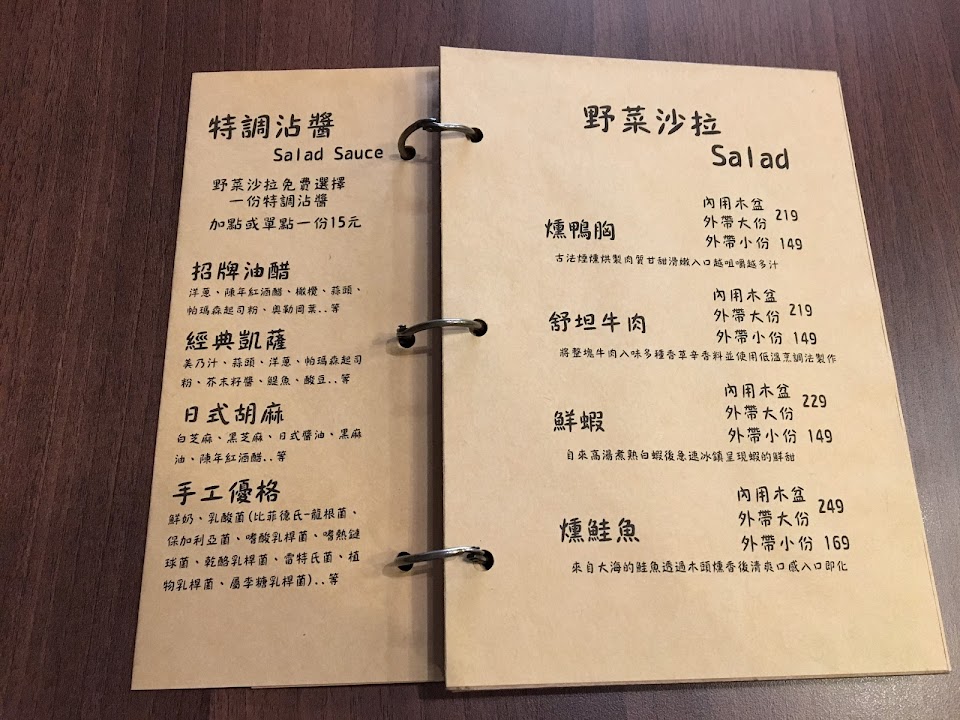 特調沾醬
Salad Sauce
野菜沙拉免費選擇
一份特調沾醬
加點或單點一份15元
招牌油醋
洋蔥、陳年紅酒醋、橄欖、蒜頭、
帕瑪森起司粉、奧勒岡葉..等
經典凱薩
美乃汁、蒜頭、洋蔥、帕瑪森起司
粉、芥末籽醬、鯷魚、酸豆..等
日式胡麻
白芝麻、黑芝麻、日式醬油、黑麻
油、陳年紅酒醋..等
手工優格
鮮奶、乳酸菌(比菲德氏-龍根菌、
保加利亞菌、嗜酸乳桿菌、嗜熱鏈
球菌、乾酪乳桿菌、雷特氏菌、植
物乳桿菌、屬李糖乳桿菌)..等
野菜沙拉
Salad
燻鴨胸
內用木盆
外帶大份 219
外帶小份 149
古法煙燻烘製肉質甘甜滑嫩入口越咀嚼越多汁
舒坦牛肉
內用木盆
外帶大份 219
外帶小份 149
將整塊牛肉入味多種香草辛香料並使用低溫烹調法製作
鮮蝦
內用木盆
外帶大份 229
外帶小份 149
自來高湯煮熟白蝦後急速冰鎮呈現蝦的鮮甜
燻鮭魚
內用木盆
外帶大份 249
外帶小份 169
來自大海的鮭魚透過木頭燻香後清爽口感入口即化